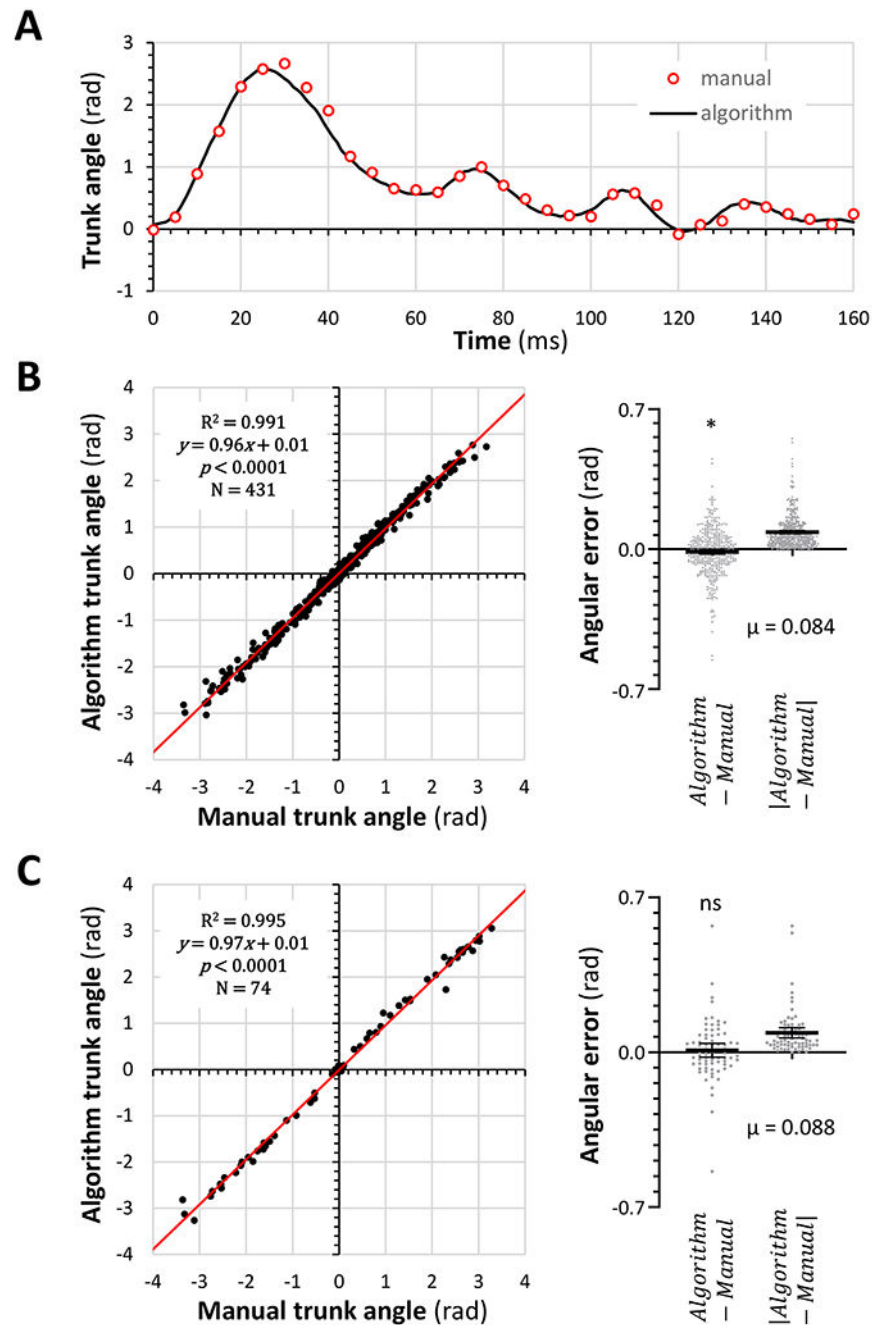 A
3
2
1
0
-1
Trunk angle (rad)
manual
algorithm
0 20 40 60 80 100 120 140 160
Time (ms)
B
4
3
2
1
0
-1
-2
-3
-4
Algorithm trunk angle (rad)
R² = 0.991
y = 0.96x + 0.01
p < 0.0001
N = 431
-4 -3 -2 -1 0 1 2 3 4
Manual trunk angle (rad)
0.7
0.0
-0.7
Angular error (rad)
*
μ = 0.084
Algorithm
− Manual
|Algorithm
− Manual|
C
4
3
2
1
0
-1
-2
-3
-4
Algorithm trunk angle (rad)
R² = 0.995
y = 0.97x + 0.01
p < 0.0001
N = 74
-4 -3 -2 -1 0 1 2 3 4
Manual trunk angle (rad)
0.7
0.0
-0.7
Angular error (rad)
ns
μ = 0.088
Algorithm
− Manual
|Algorithm
− Manual|